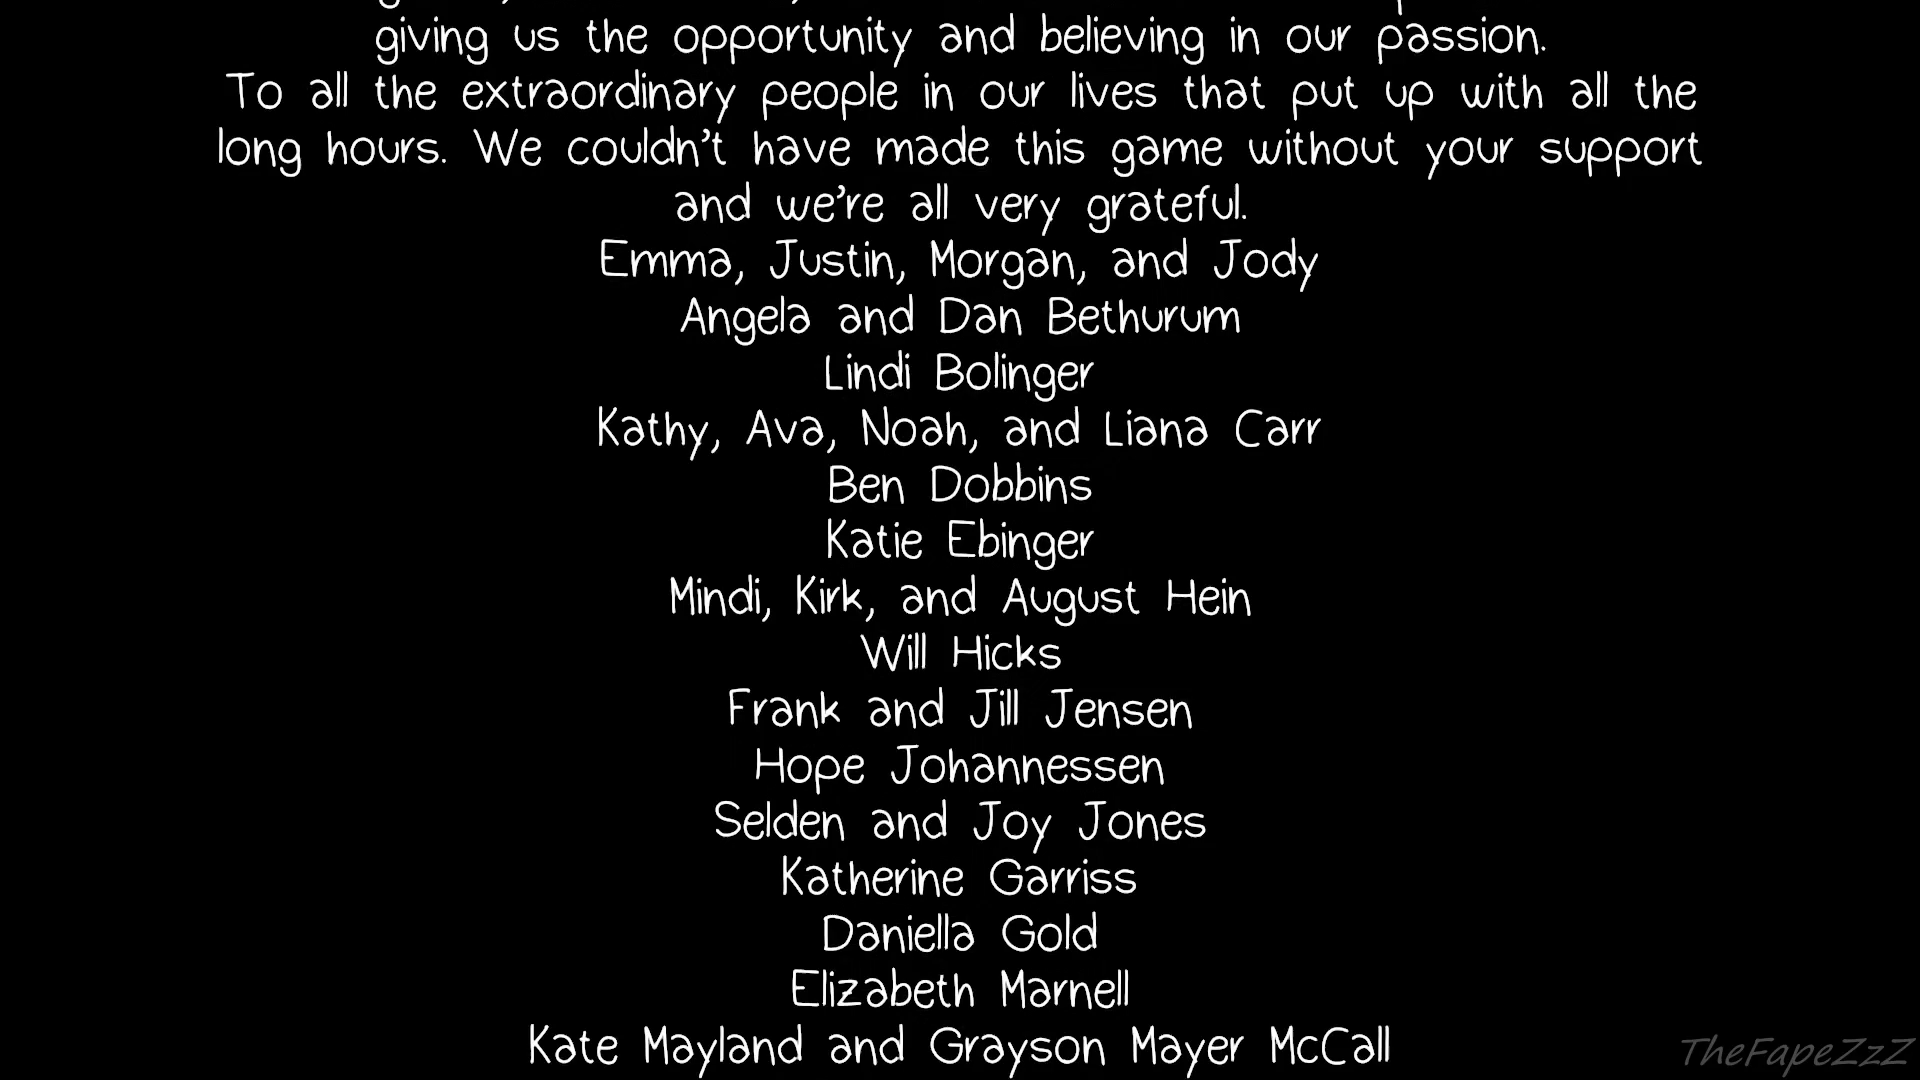 giving us the opportunity and believing in our passion.
To all the extraordinary people in our lives that put up with all the
long hours. We couldn't have made this game without your support
and we're all very grateful.
Emma, Justin, Morgan, and Jody
Angela and Dan Bethurum
Lindi Bolinger
Kathy, Ava, Noah, and Liana Carr
Ben Dobbins
Katie Ebinger
Mindi, Kirk, and August Hein
Will Hicks
Frank and Jill Jensen
Hope Johannessen
Selden and Joy Jones
Katherine Garriss
Daniella Gold
Elizabeth Marnell
Kate Mayland and Grayson Mayer McCall
TheFapeZzZ